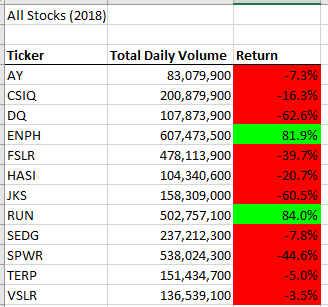 All Stocks (2018)
Ticker Total Daily Volume Return
AY 83,079,900 -7.3%
CSIQ 200,879,900 -16.3%
DQ 107,873,900 -62.6%
ENPH 607,473,500 81.9%
FSLR 478,113,900 -39.7%
HASI 104,340,600 -20.7%
JKS 158,309,000 -60.5%
RUN 502,757,100 84.0%
SEDG 237,212,300 -7.8%
SPWR 538,024,300 -44.6%
TERP 151,434,700 -5.0%
VSLR 136,539,100 -3.5%